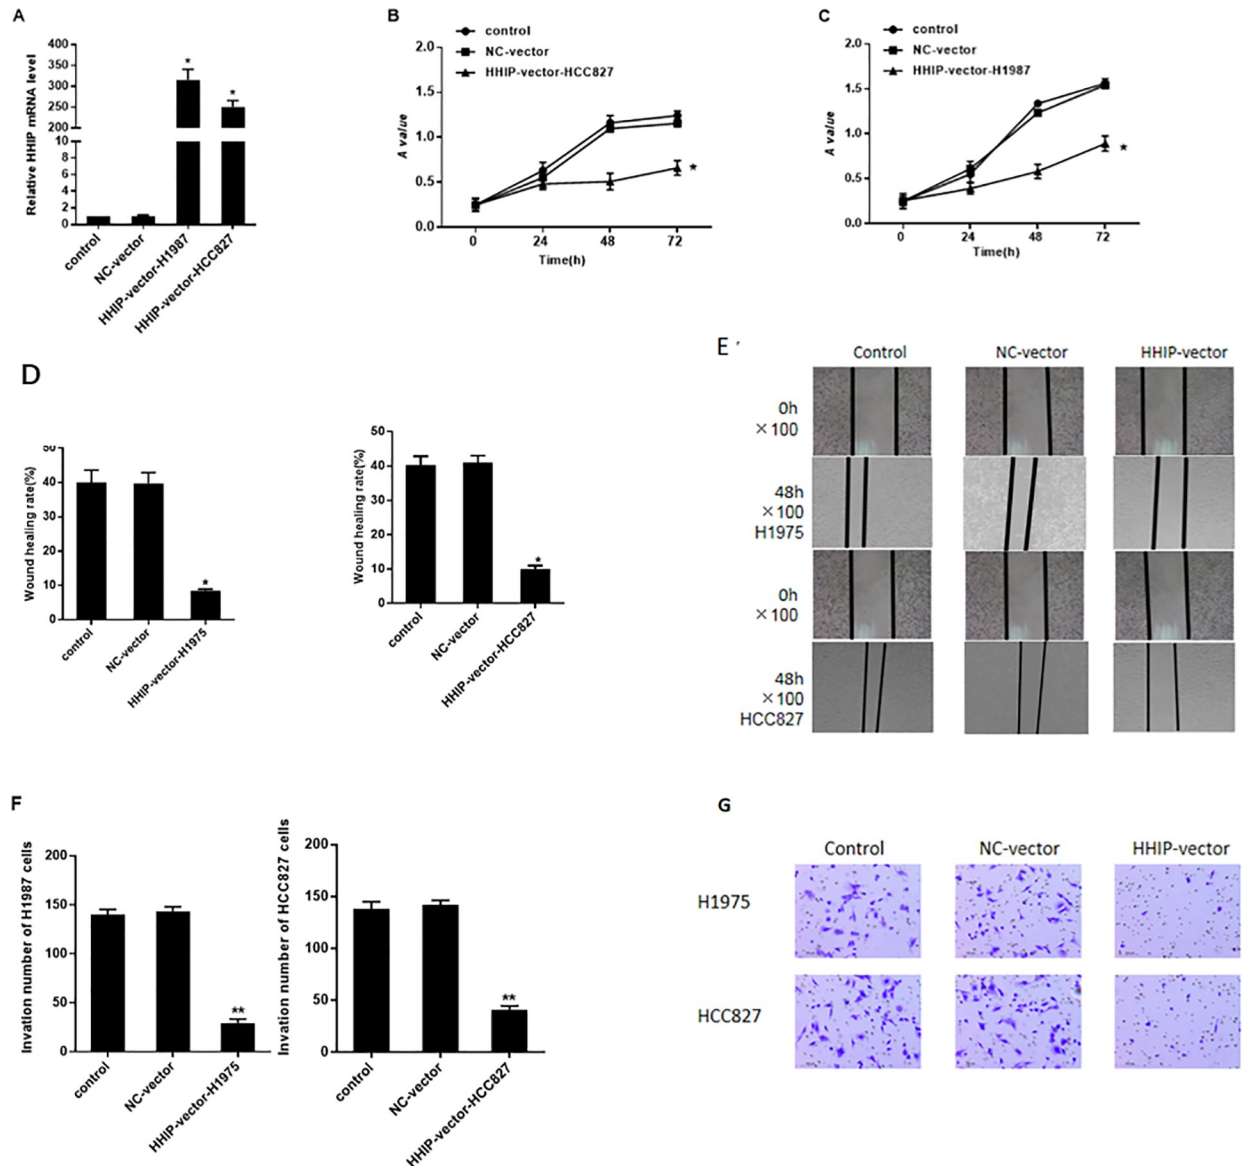 A
Relative HHIP mRNA level
400
350
300
250
200
10
8
6
4
2
0
*
*
control
NC-vector
HHIP-vector-H1987
HHIP-vector-HCC827
B
control
NC-vector
HHIP-vector-HCC827
A value
2.0
1.5
1.0
0.5
0.0
*
0 24 48 72
Time(h)
C
control
NC-vector
HHIP-vector-H1987
A value
2.0
1.5
1.0
0.5
0.0
*
0 24 48 72
Time(h)
D
Wound healing rate(%)
50
40
30
20
10
0
*
control
NC-vector
HHIP-vector-H1975
Wound healing rate(%)
50
40
30
20
10
0
*
control
NC-vector
HHIP-vector-HCC827
E ′
Control NC-vector HHIP-vector
0h
×100
48h
×100
H1975
0h
×100
48h
×100
HCC827
F
Invation number of H1987 cells
200
150
100
50
0
**
control
NC-vector
HHIP-vector-H1975
Invation number of HCC827 cells
200
150
100
50
0
**
control
NC-vector
HHIP-vector-HCC827
G
Control NC-vector HHIP-vector
H1975
HCC827